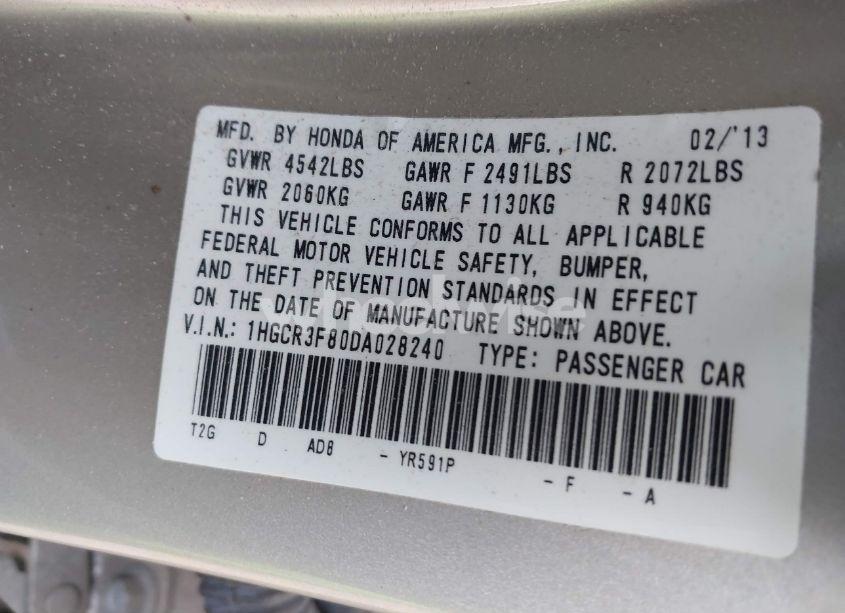 MFD. BY HONDA OF AMERICA MFG., INC. 02/'13
GVWR 4542LBS GAWR F 2491LBS R 2072LBS
GVWR 2060KG GAWR F 1130KG R 940KG
THIS VEHICLE CONFORMS TO ALL APPLICABLE
FEDERAL MOTOR VEHICLE SAFETY, BUMPER,
AND THEFT PREVENTION STANDARDS IN EFFECT
ON THE DATE OF MANUFACTURE SHOWN ABOVE.
V.I.N.: 1HGCR3F80DA028240 TYPE: PASSENGER CAR
T2G D AD8 - YR591P - F - A